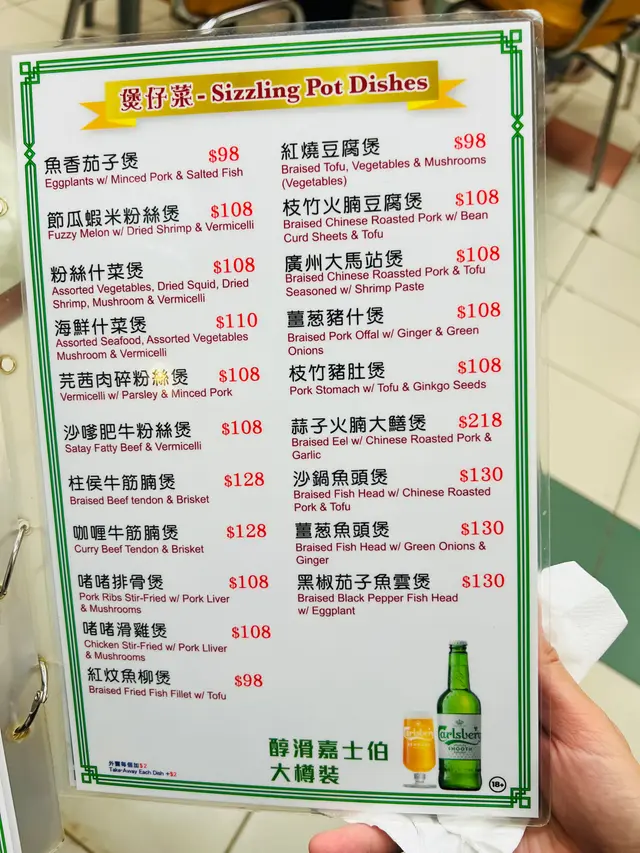 煲仔菜 - Sizzling Pot Dishes
魚香茄子煲 $98
Eggplants w/ Minced Pork & Salted Fish
節瓜蝦米粉絲煲 $108
Fuzzy Melon w/ Dried Shrimp & Vermicelli
粉絲什菜煲 $108
Assorted Vegetables, Dried Squid, Dried
Shrimp, Mushroom & Vermicelli
海鮮什菜煲 $110
Assorted Seafood, Assorted Vegetables
Mushroom & Vermicelli
芫茜肉碎粉絲煲 $108
Vermicelli w/ Parsley & Minced Pork
沙嗲肥牛粉絲煲 $108
Satay Fatty Beef & Vermicelli
柱侯牛筋腩煲 $128
Braised Beef tendon & Brisket
咖喱牛筋腩煲 $128
Curry Beef Tendon & Brisket
啫啫排骨煲 $108
Pork Ribs Stir-Fried w/ Pork Liver
& Mushrooms
啫啫滑雞煲 $108
Chicken Stir-Fried w/ Pork Lliver
& Mushrooms
紅炆魚柳煲 $98
Braised Fried Fish Fillet w/ Tofu
紅燒豆腐煲 $98
Braised Tofu, Vegetables & Mushrooms
(Vegetables)
枝竹火腩豆腐煲 $108
Braised Chinese Roasted Pork w/ Bean
Curd Sheets & Tofu
廣州大馬站煲 $108
Braised Chinese Roassted Pork & Tofu
Seasoned w/ Shrimp Paste
薑葱豬什煲 $108
Braised Pork Offal w/ Ginger & Green
Onions
枝竹豬肚煲 $108
Pork Stomach w/ Tofu & Ginkgo Seeds
蒜子火腩大鱔煲 $218
Braised Eel w/ Chinese Roasted Pork &
Garlic
沙鍋魚頭煲 $130
Braised Fish Head w/ Chinese Roasted
Pork & Tofu
薑葱魚頭煲 $130
Braised Fish Head w/ Green Onions &
Ginger
黑椒茄子魚雲煲 $130
Braised Black Pepper Fish Head
w/ Eggplant
外賣每個加$2
Take-Away Each Dish +$2
醇滑嘉士伯
大樽裝
Carlsberg
Carlsberg
SMOOTH
18+